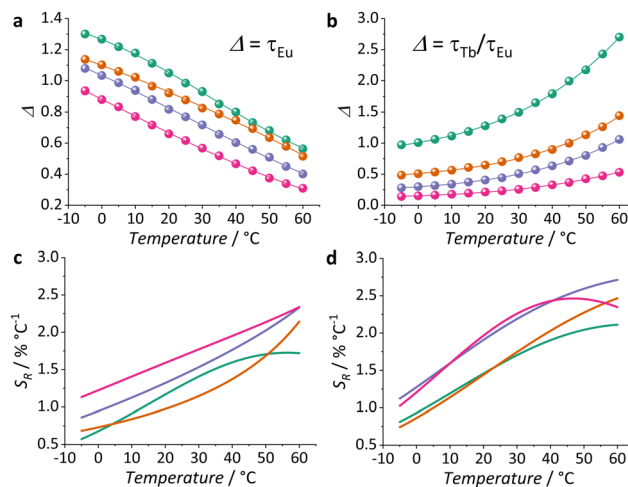 a
Δ = τEu
1.4
1.2
1.0
0.8
0.6
0.4
0.2
Δ
-10 0 10 20 30 40 50 60
Temperature / °C
b
Δ = τTb/τEu
3.0
2.5
2.0
1.5
1.0
0.5
0.0
Δ
-10 0 10 20 30 40 50 60
Temperature / °C
c
3.0
2.5
2.0
1.5
1.0
0.5
SR / % °C-1
-10 0 10 20 30 40 50 60
Temperature / °C
d
3.0
2.5
2.0
1.5
1.0
0.5
SR / % °C-1
-10 0 10 20 30 40 50 60
Temperature / °C